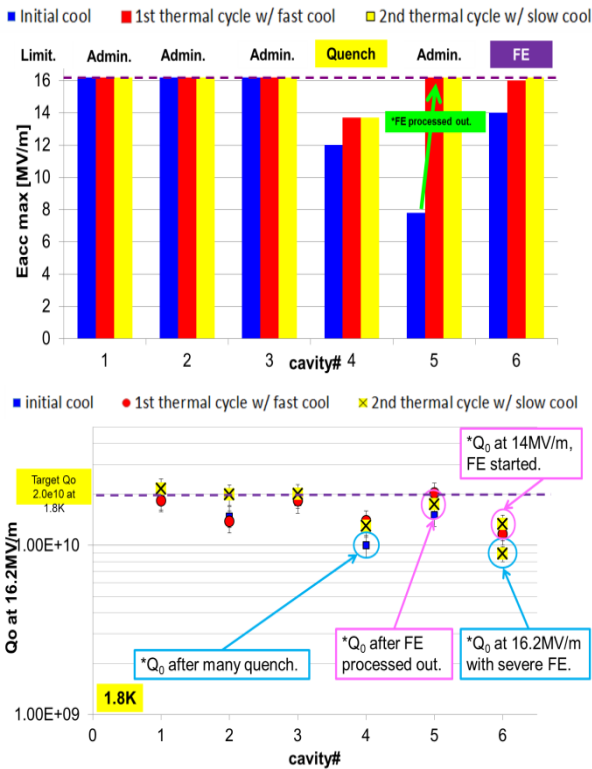 Initial cool 1st thermal cycle w/ fast cool 2nd thermal cycle w/ slow cool
Limit. Admin. Admin. Admin. Quench Admin. FE
Eacc max [MV/m]
16
14
12
10
8
6
4
2
0
*FE processed out.
1 2 3 4 5 6
cavity#
initial cool 1st thermal cycle w/ fast cool 2nd thermal cycle w/ slow cool
Qo at 16.2MV/m
Target Qo
2.0e10 at
1.8K
1.00E+10
1.00E+09
*Q₀ at 14MV/m,
FE started.
*Q₀ after many quench.
*Q₀ after FE
processed out.
*Q₀ at 16.2MV/m
with severe FE.
1.8K
0 1 2 3 4 5 6
cavity#